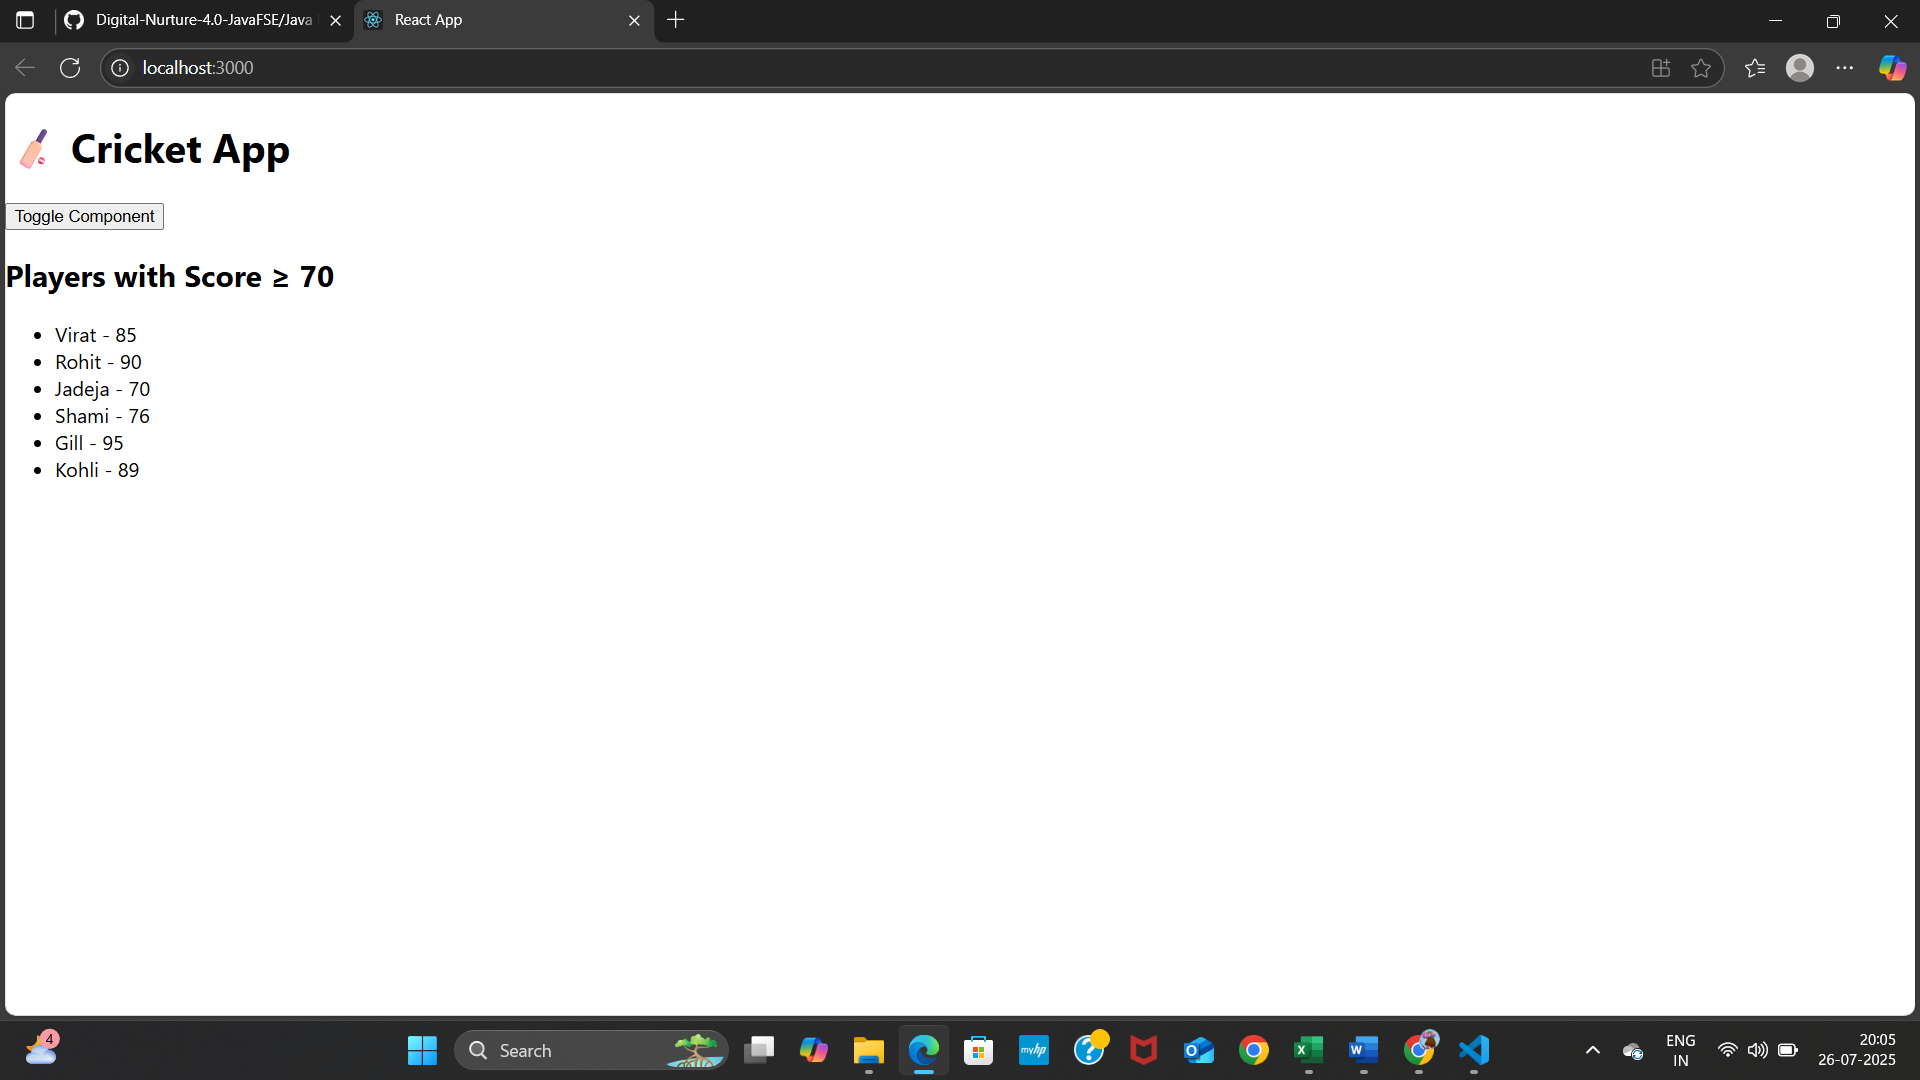 Digital-Nurture-4.0-JavaFSE/Java
React App
localhost:3000
Cricket App
Toggle Component
Players with Score ≥ 70
Virat - 85
Rohit - 90
Jadeja - 70
Shami - 76
Gill - 95
Kohli - 89
4
Search
myhp
ENG
IN
20:05
26-07-2025